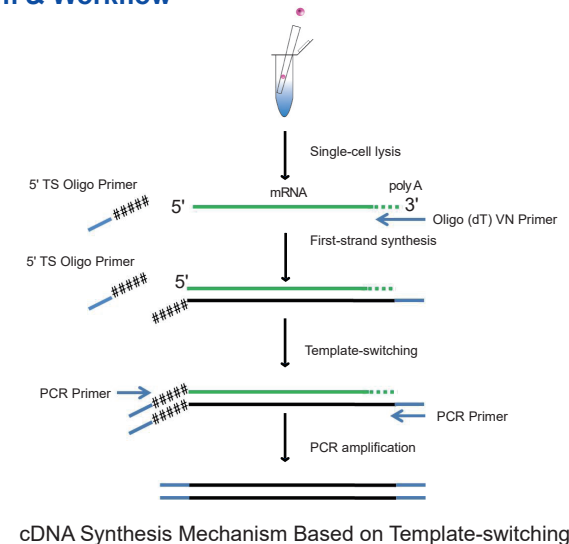 & Workflow
Single-cell lysis
5' TS Oligo Primer
mRNA
polyA
5'
3'
Oligo (dT) VN Primer
First-strand synthesis
5' TS Oligo Primer
5'
Template-switching
PCR Primer
PCR Primer
PCR amplification
cDNA Synthesis Mechanism Based on Template-switching